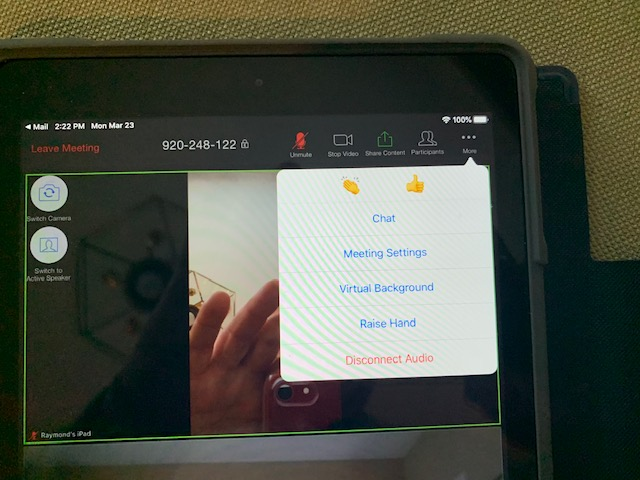 Mail 2:22 PM Mon Mar 23
100%
Leave Meeting
920-248-122
Unmute
Stop Video
Share Content
Participants
More
Switch Camera
Switch to
Active Speaker
Chat
Meeting Settings
Virtual Background
Raise Hand
Disconnect Audio
Raymond's iPad